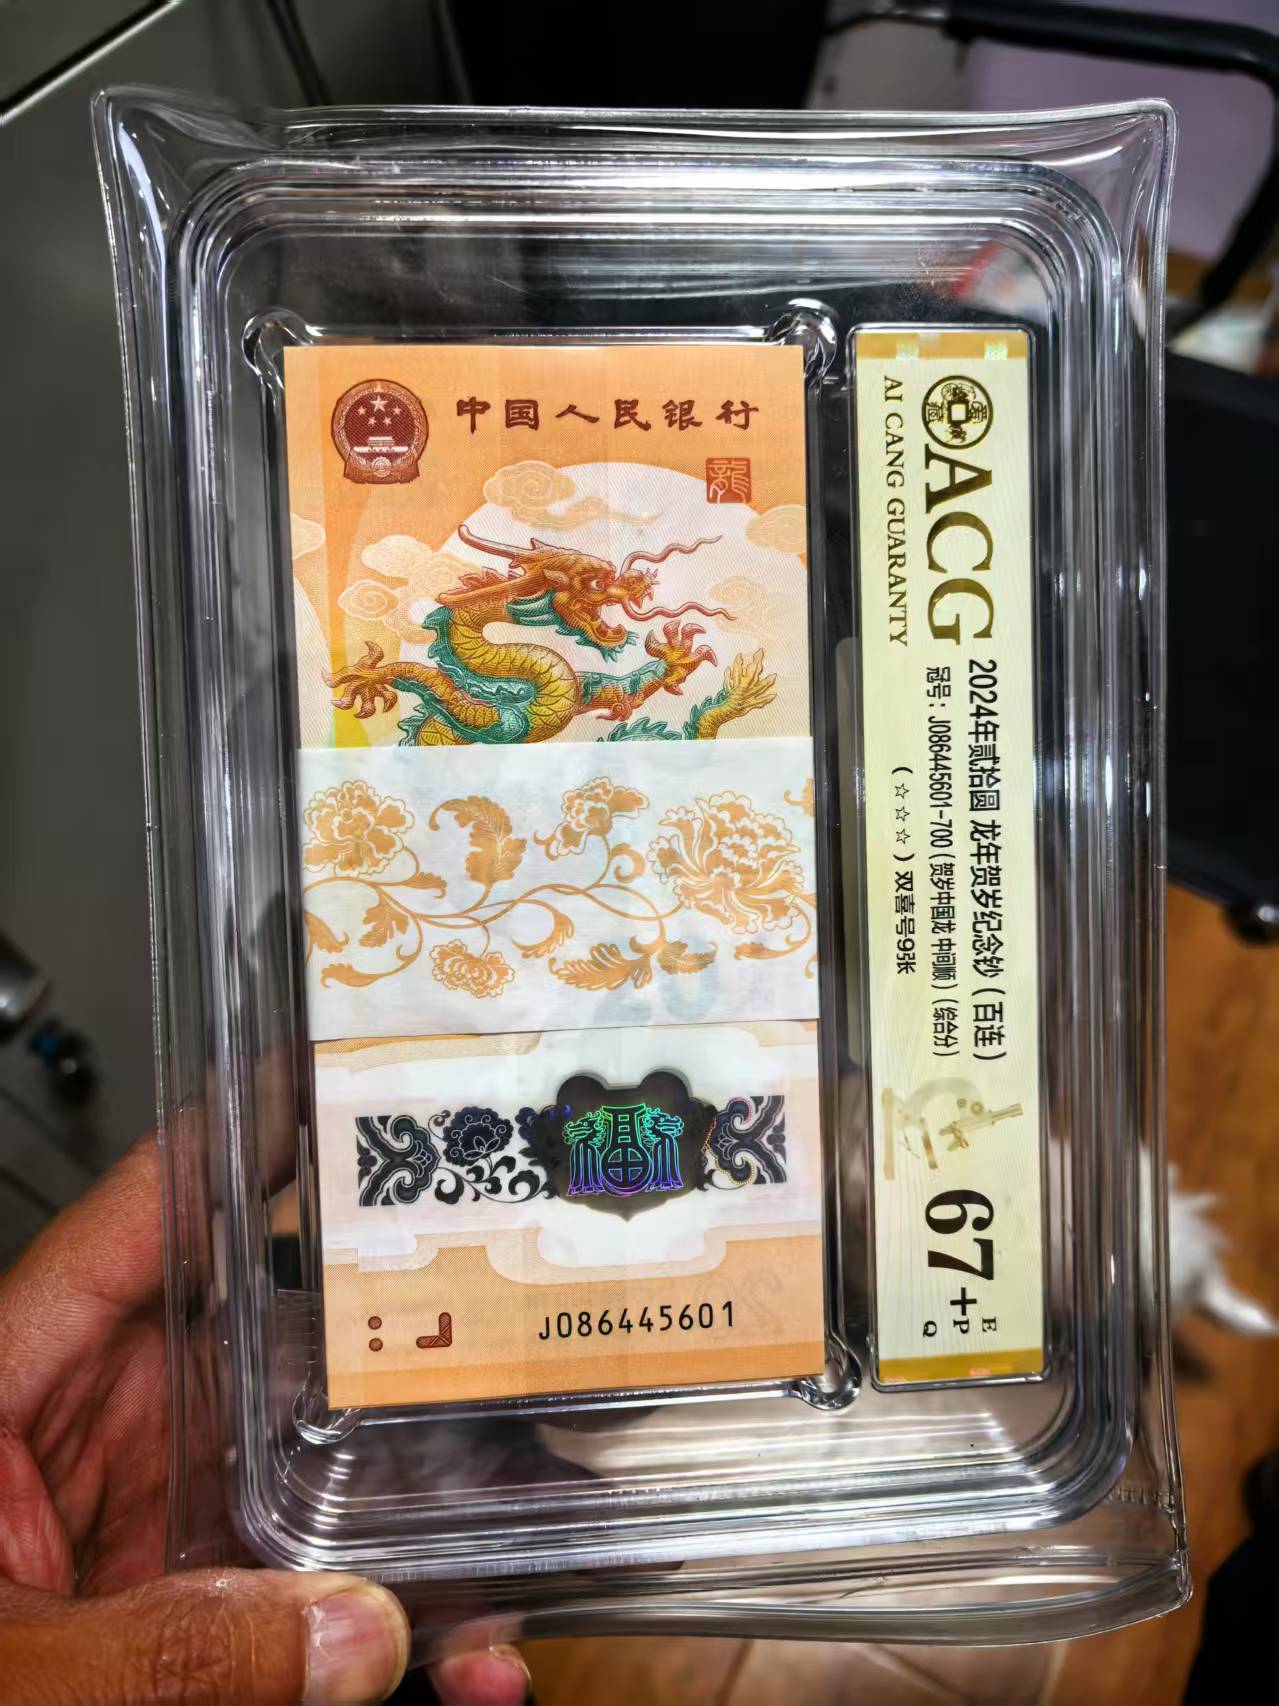 中国人民银行
龍
福
J086445601
ACG
AI CANG GUARANTY
2024年贰拾圆 龙年贺岁纪念钞（百连）
冠号：J086445601-700（贺岁中国龙 中间顺）（综合分）
（☆☆☆）双喜号9张
67+
E
P
Q